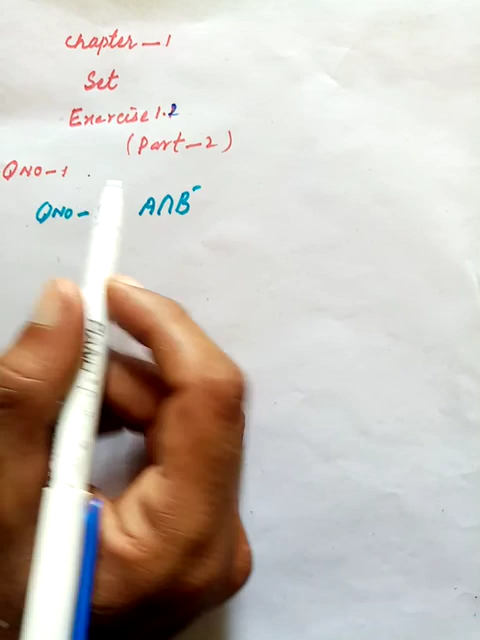 Chapter-1
Set
Exercise 1.2
(Part-2)
QNO-1 .
QNO- A∩B⁻